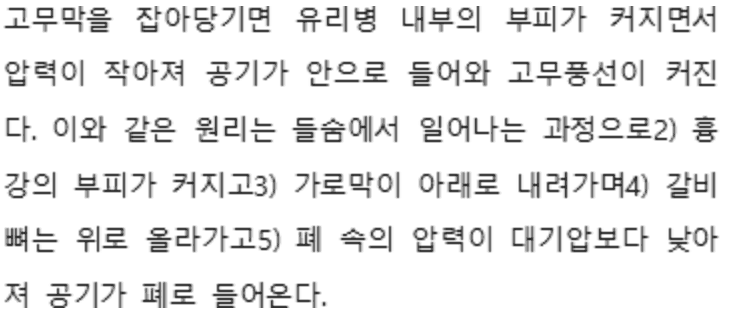 고무막을 잡아당기면 유리병 내부의 부피가 커지면서
압력이 작아져 공기가 안으로 들어와 고무풍선이 커진
다. 이와 같은 원리는 들숨에서 일어나는 과정으로2) 흉
강의 부피가 커지고3) 가로막이 아래로 내려가며4) 갈비
뼈는 위로 올라가고5) 폐 속의 압력이 대기압보다 낮아
져 공기가 폐로 들어온다.